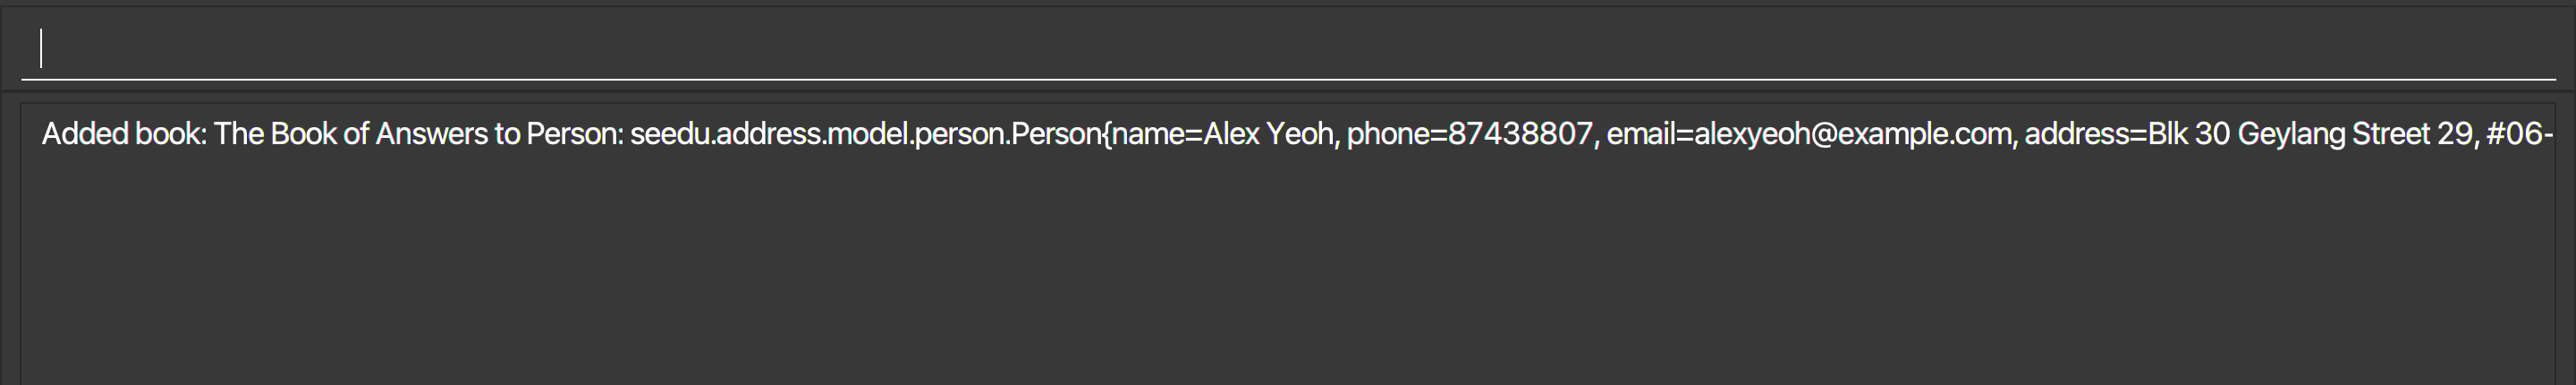 Added book: The Book of Answers to Person: seedu.address.model.person.Person{name=Alex Yeoh, phone=87438807, email=alexyeoh@example.com, address=Blk 30 Geylang Street 29, #06-